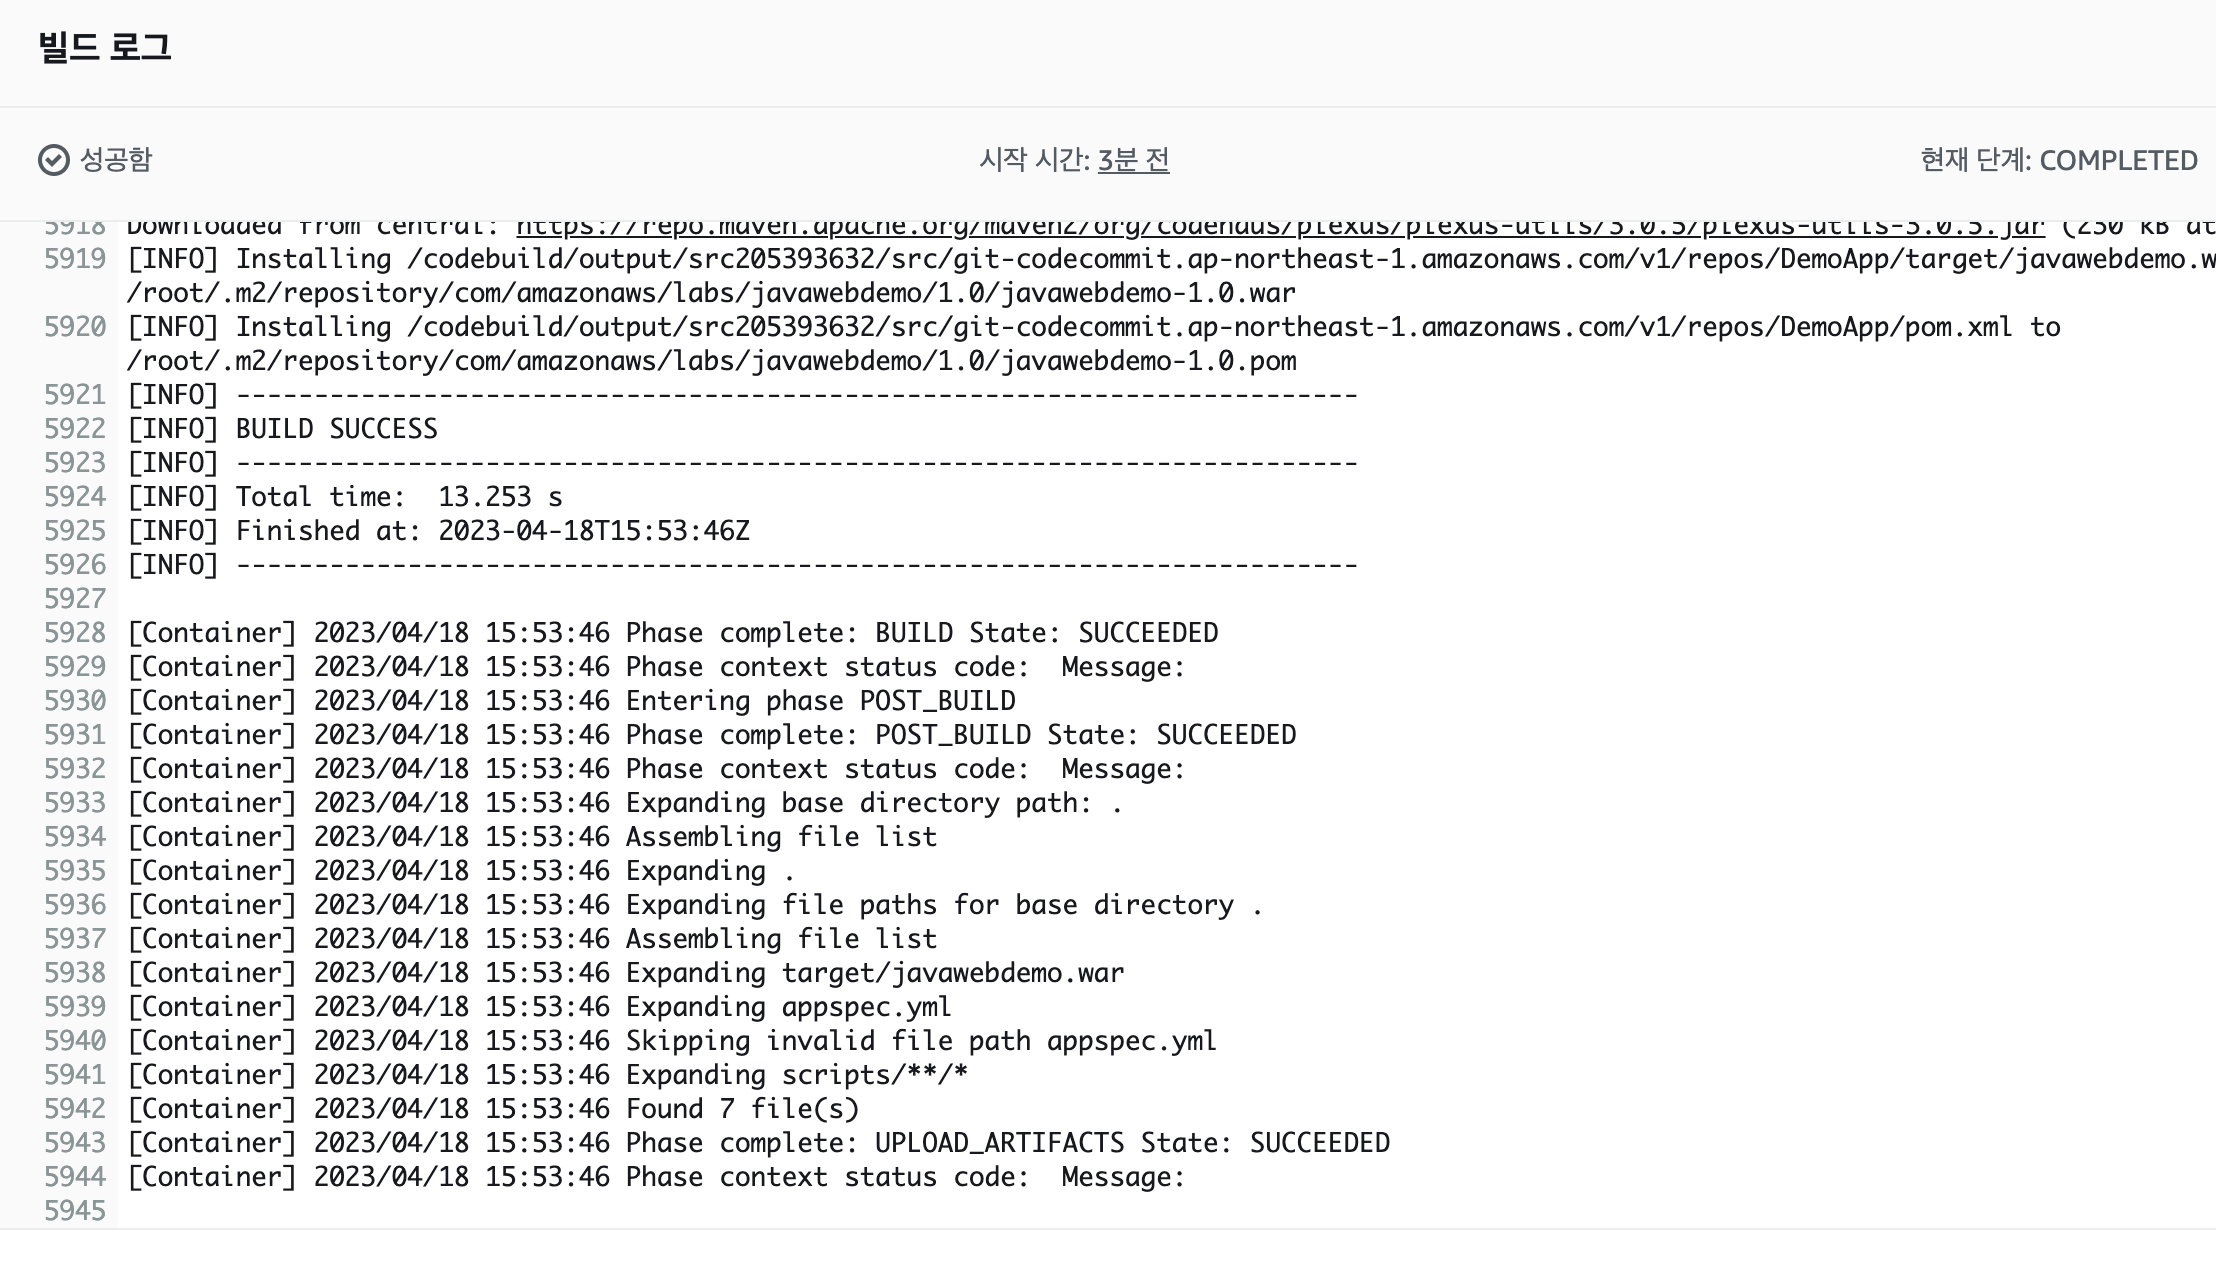 빌드 로그
성공함
시작 시간: 3분 전
현재 단계: COMPLETED
5918 Downloaded from central: https://repo.maven.apache.org/maven2/org/codehaus/plexus/plexus-utils/3.0.5/plexus-utils-3.0.5.jar (230 kB at
5919 [INFO] Installing /codebuild/output/src205393632/src/git-codecommit.ap-northeast-1.amazonaws.com/v1/repos/DemoApp/target/javawebdemo.w
/root/.m2/repository/com/amazonaws/labs/javawebdemo/1.0/javawebdemo-1.0.war
5920 [INFO] Installing /codebuild/output/src205393632/src/git-codecommit.ap-northeast-1.amazonaws.com/v1/repos/DemoApp/pom.xml to
/root/.m2/repository/com/amazonaws/labs/javawebdemo/1.0/javawebdemo-1.0.pom
5921 [INFO] ------------------------------------------------------------------------
5922 [INFO] BUILD SUCCESS
5923 [INFO] ------------------------------------------------------------------------
5924 [INFO] Total time:  13.253 s
5925 [INFO] Finished at: 2023-04-18T15:53:46Z
5926 [INFO] ------------------------------------------------------------------------
5927
5928 [Container] 2023/04/18 15:53:46 Phase complete: BUILD State: SUCCEEDED
5929 [Container] 2023/04/18 15:53:46 Phase context status code:  Message:
5930 [Container] 2023/04/18 15:53:46 Entering phase POST_BUILD
5931 [Container] 2023/04/18 15:53:46 Phase complete: POST_BUILD State: SUCCEEDED
5932 [Container] 2023/04/18 15:53:46 Phase context status code:  Message:
5933 [Container] 2023/04/18 15:53:46 Expanding base directory path: .
5934 [Container] 2023/04/18 15:53:46 Assembling file list
5935 [Container] 2023/04/18 15:53:46 Expanding .
5936 [Container] 2023/04/18 15:53:46 Expanding file paths for base directory .
5937 [Container] 2023/04/18 15:53:46 Assembling file list
5938 [Container] 2023/04/18 15:53:46 Expanding target/javawebdemo.war
5939 [Container] 2023/04/18 15:53:46 Expanding appspec.yml
5940 [Container] 2023/04/18 15:53:46 Skipping invalid file path appspec.yml
5941 [Container] 2023/04/18 15:53:46 Expanding scripts/**/*
5942 [Container] 2023/04/18 15:53:46 Found 7 file(s)
5943 [Container] 2023/04/18 15:53:46 Phase complete: UPLOAD_ARTIFACTS State: SUCCEEDED
5944 [Container] 2023/04/18 15:53:46 Phase context status code:  Message:
5945